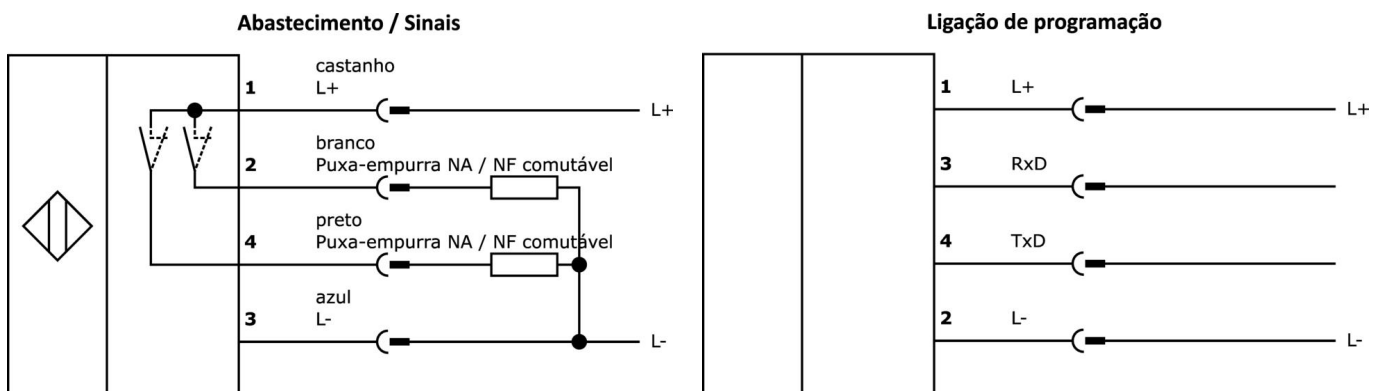 Abastecimento / Sinais
castanho
1 L+
L+
branco
2 Puxa-empurra NA / NF comutável
preto
4 Puxa-empurra NA / NF comutável
azul
3 L-
L-
Ligação de programação
1 L+
L+
3 RxD
4 TxD
2 L-
L-